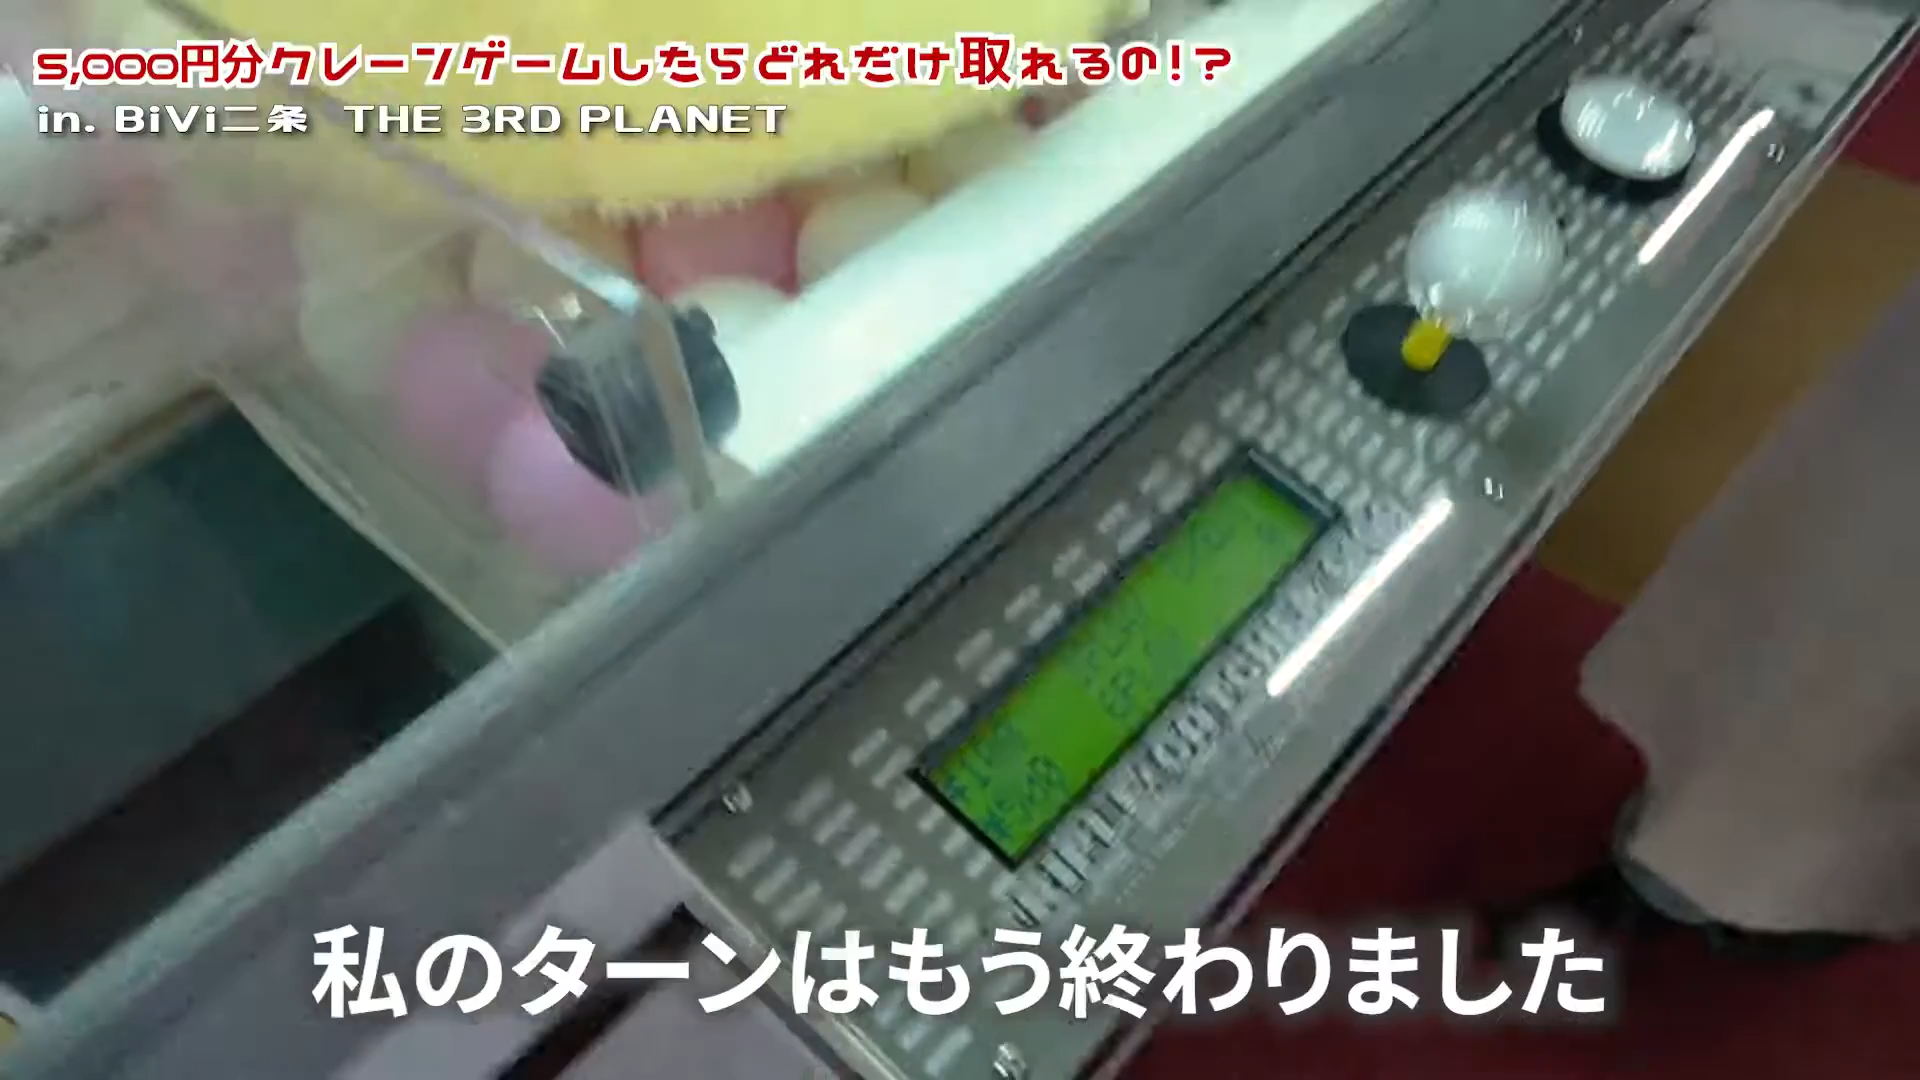 5,000円分クレーンゲームしたらどれだけ取れるの!?
in. BiVi二条 THE 3RD PLANET
私のターンはもう終わりました